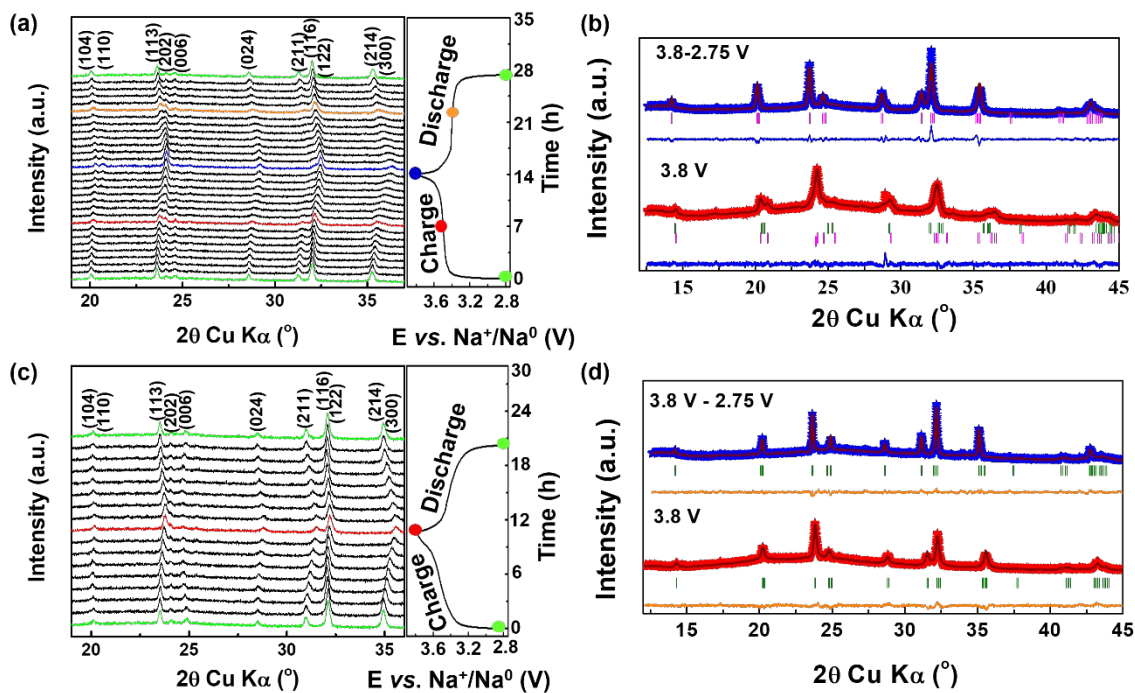 (a)
Intensity (a.u.)
(104)
(110)
(113)
(202)
(006)
(024)
(211)
(116)
(122)
(214)
(300)
20 25 30 35
2θ Cu Kα (°)
Charge
Discharge
3.6 3.2 2.8
E vs. Na⁺/Na⁰ (V)
35
28
21
14
7
0
Time (h)
(b)
Intensity (a.u.)
3.8-2.75 V
3.8 V
15 20 25 30 35 40 45
2θ Cu Kα (°)
(c)
Intensity (a.u.)
(104)
(110)
(113)
(202)
(006)
(024)
(211)
(116)
(122)
(214)
(300)
20 25 30 35
2θ Cu Kα (°)
Charge
Discharge
3.6 3.2 2.8
E vs. Na⁺/Na⁰ (V)
30
24
18
12
6
0
Time (h)
(d)
Intensity (a.u.)
3.8 V - 2.75 V
3.8 V
15 20 25 30 35 40 45
2θ Cu Kα (°)